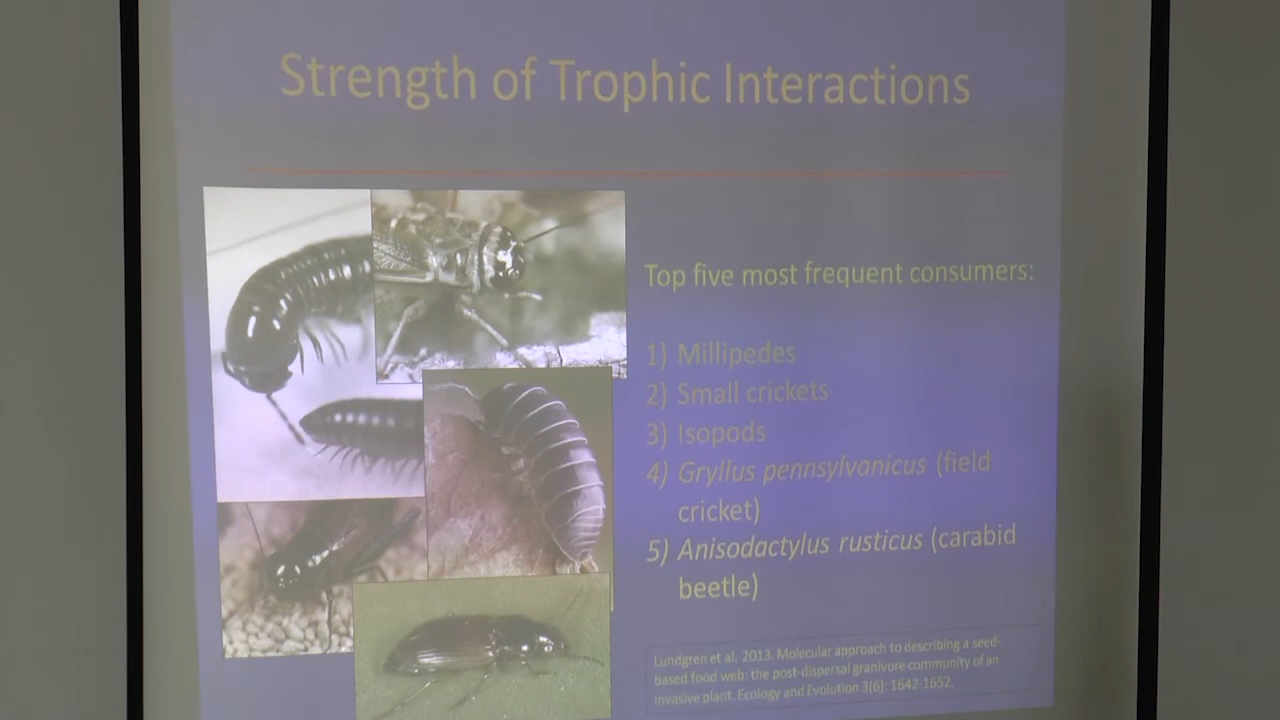 Strength of Trophic Interactions
Top five most frequent consumers:
1) Millipedes
2) Small crickets
3) Isopods
4) Gryllus pennsylvanicus (field
cricket)
5) Anisodactylus rusticus (carabid
beetle)
Lundgren et al. 2013. Molecular approach to describing a seed-
based food web: the post-dispersal granivore community of an
invasive plant. Ecology and Evolution 3(6): 1642-1652.